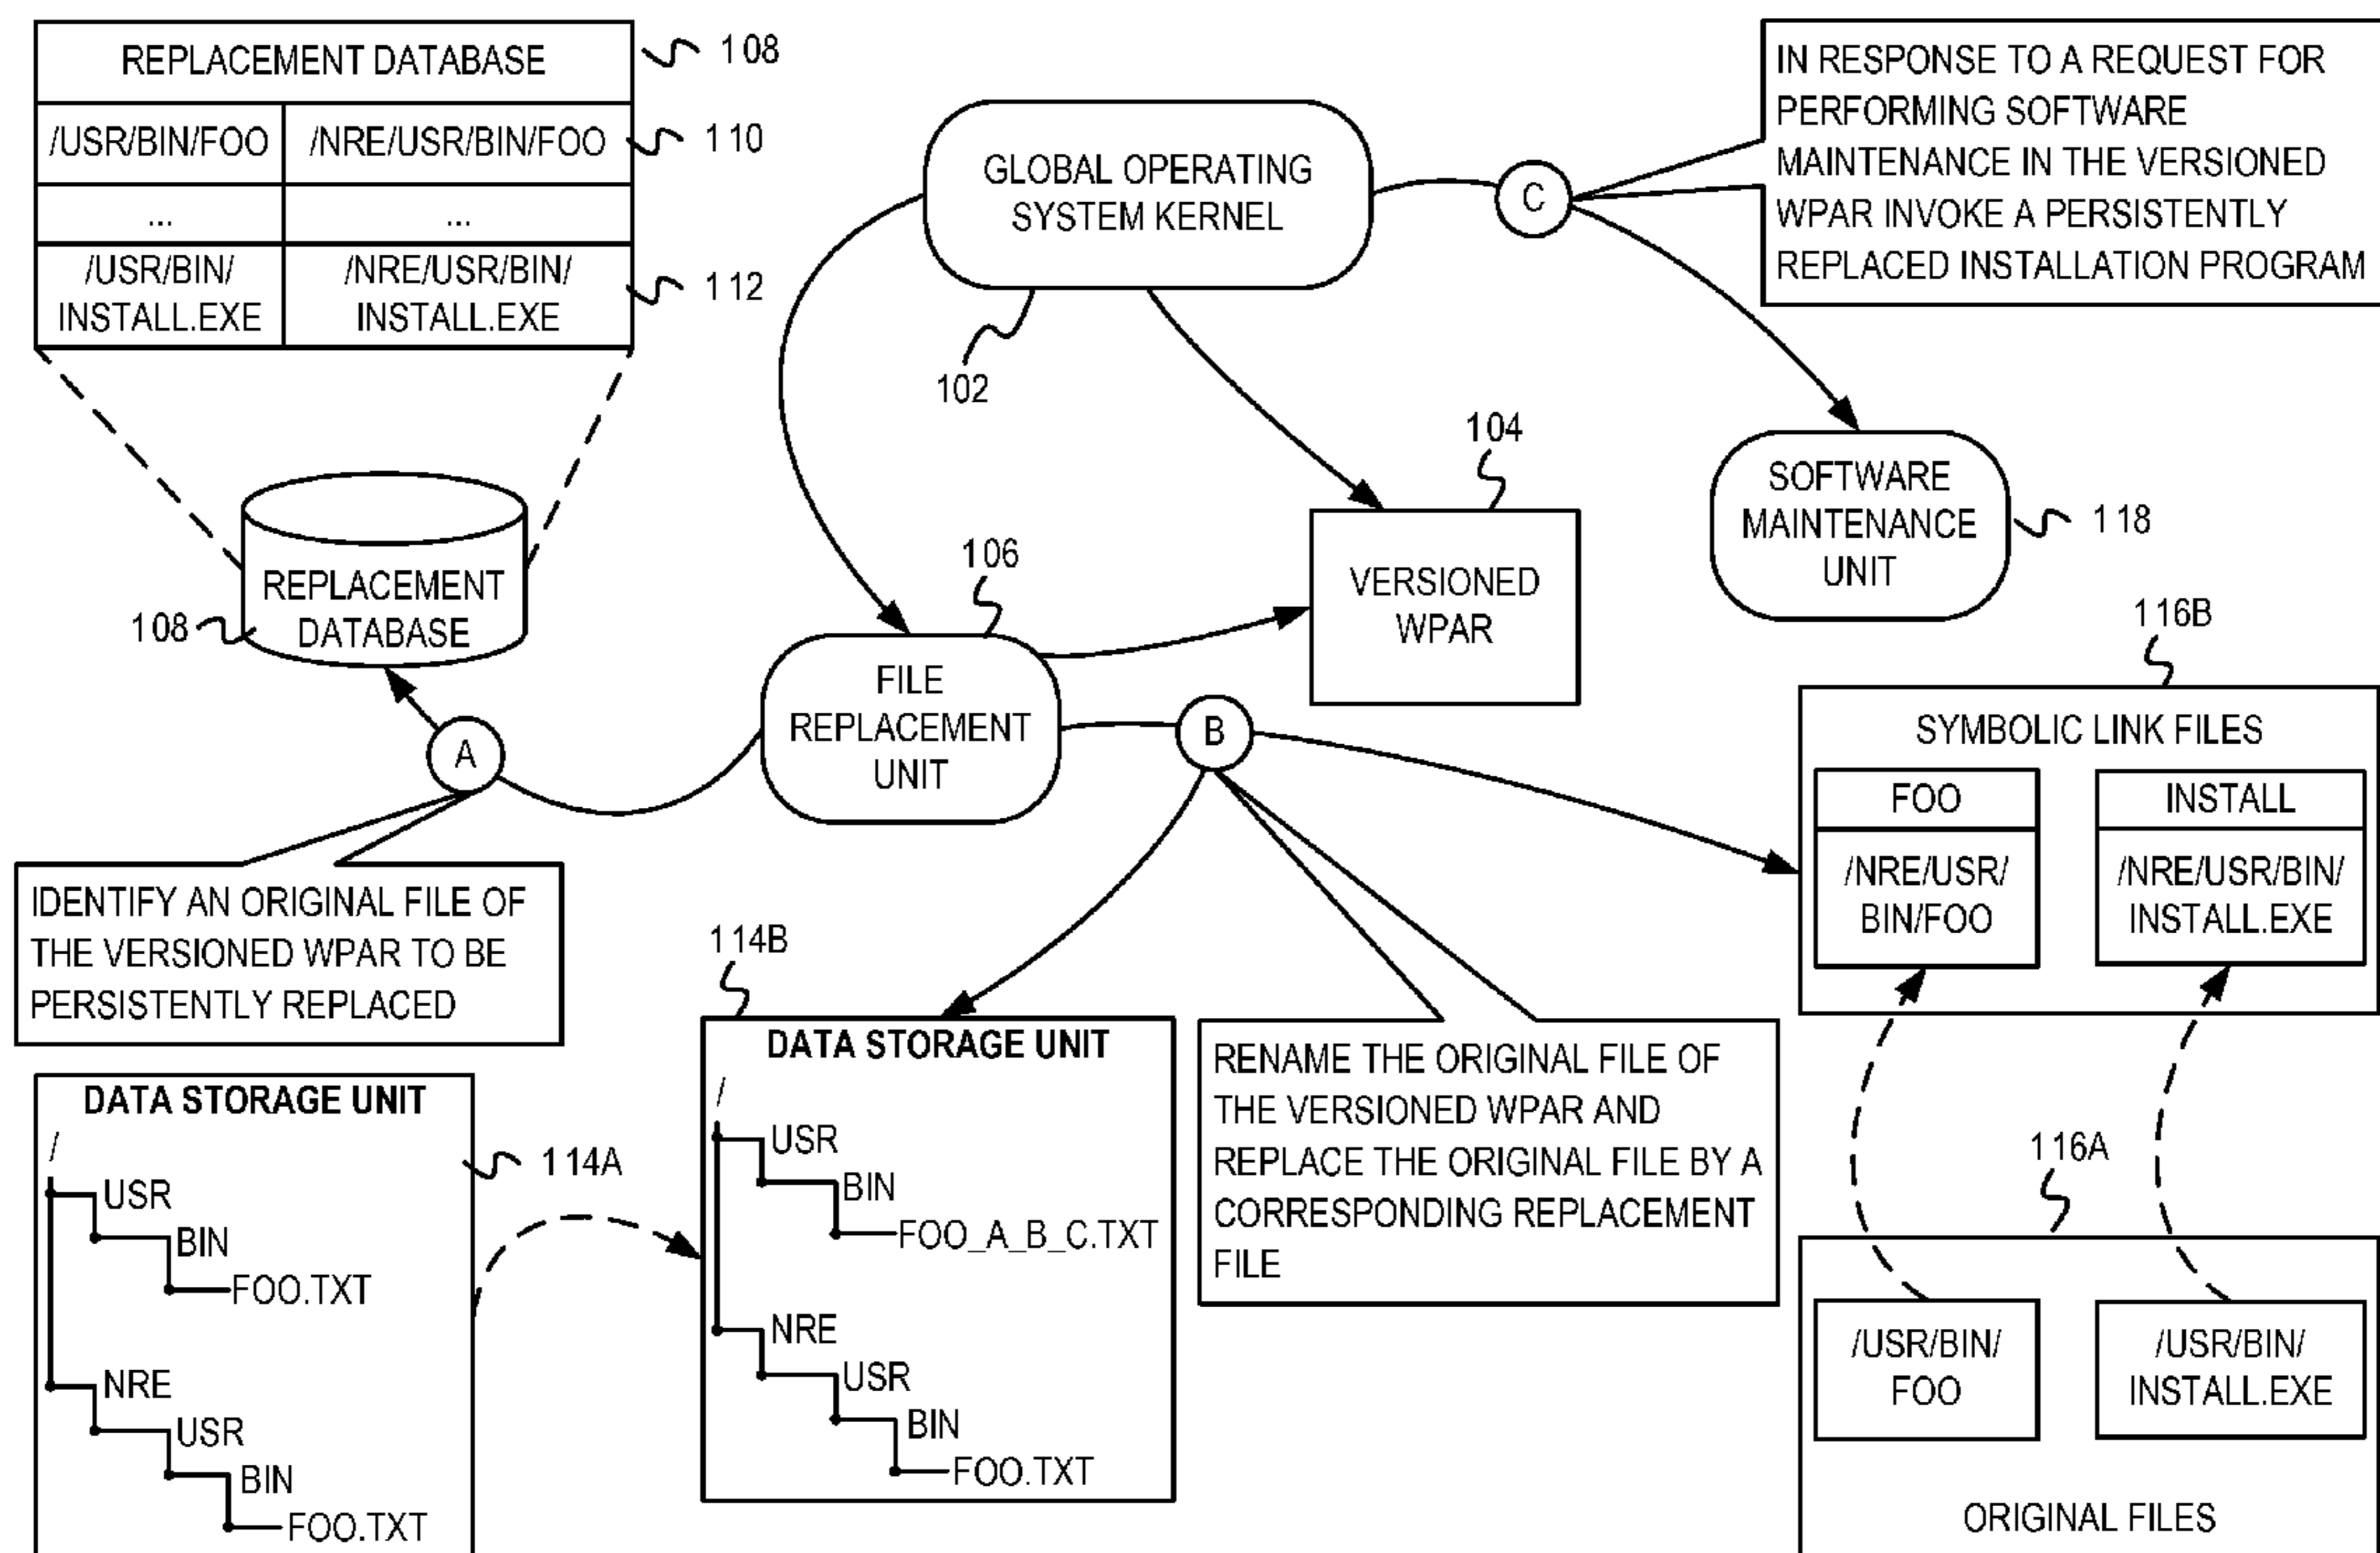 REPLACEMENT DATABASE
108
/USR/BIN/FOO
/NRE/USR/BIN/FOO
110
...
...
/USR/BIN/
INSTALL.EXE
/NRE/USR/BIN/
INSTALL.EXE
112
GLOBAL OPERATING
SYSTEM KERNEL
102
C
IN RESPONSE TO A REQUEST FOR
PERFORMING SOFTWARE
MAINTENANCE IN THE VERSIONED
WPAR INVOKE A PERSISTENTLY
REPLACED INSTALLATION PROGRAM
REPLACEMENT
DATABASE
108
106
FILE
REPLACEMENT
UNIT
104
VERSIONED
WPAR
SOFTWARE
MAINTENANCE
UNIT
118
A
IDENTIFY AN ORIGINAL FILE OF
THE VERSIONED WPAR TO BE
PERSISTENTLY REPLACED
B
RENAME THE ORIGINAL FILE OF
THE VERSIONED WPAR AND
REPLACE THE ORIGINAL FILE BY A
CORRESPONDING REPLACEMENT
FILE
116B
SYMBOLIC LINK FILES
FOO
/NRE/USR/
BIN/FOO
INSTALL
/NRE/USR/BIN/
INSTALL.EXE
DATA STORAGE UNIT
114A
/
USR
BIN
FOO.TXT
NRE
USR
BIN
FOO.TXT
114B
DATA STORAGE UNIT
/
USR
BIN
FOO_A_B_C.TXT
NRE
USR
BIN
FOO.TXT
116A
/USR/BIN/
FOO
/USR/BIN/
INSTALL.EXE
ORIGINAL FILES